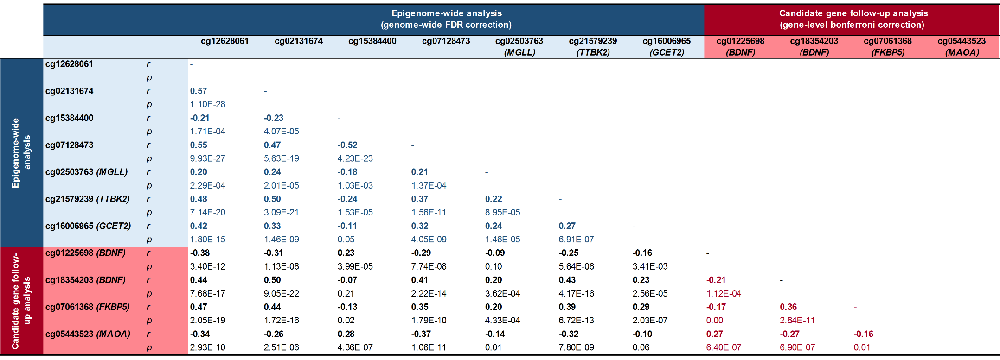 Epigenome-wide analysis Candidate gene follow-up analysis
(genome-wide FDR correction) (gene-level bonferroni correction)
cg12628061 cg02131674 cg15384400 cg07128473 cg02503763 cg21579239 cg16006965 cg01225698 cg18354203 cg07061368 cg05443523
(MGLL) (TTBK2) (GCET2) (BDNF) (BDNF) (FKBP5) (MAOA)
Epigenome-wide
analysis
cg12628061 r -
p
cg02131674 r 0.57 -
p 1.10E-28
cg15384400 r -0.21 -0.23 -
p 1.71E-04 4.07E-05
cg07128473 r 0.55 0.47 -0.52 -
p 9.93E-27 5.63E-19 4.23E-23
cg02503763 (MGLL) r 0.20 0.24 -0.18 0.21 -
p 2.29E-04 2.01E-05 1.03E-03 1.37E-04
cg21579239 (TTBK2) r 0.48 0.50 -0.24 0.37 0.22 -
p 7.14E-20 3.09E-21 1.53E-05 1.56E-11 8.95E-05
cg16006965 (GCET2) r 0.42 0.33 -0.11 0.32 0.24 0.27 -
p 1.80E-15 1.46E-09 0.05 4.05E-09 1.46E-05 6.91E-07
Candidate gene follow-
up analysis
cg01225698 (BDNF) r -0.38 -0.31 0.23 -0.29 -0.09 -0.25 -0.16 -
p 3.40E-12 1.13E-08 3.99E-05 7.74E-08 0.10 5.64E-06 3.41E-03
cg18354203 (BDNF) r 0.44 0.50 -0.07 0.41 0.20 0.43 0.23 -0.21 -
p 7.68E-17 9.05E-22 0.21 2.22E-14 3.62E-04 4.17E-16 2.56E-05 1.12E-04
cg07061368 (FKBP5) r 0.47 0.44 -0.13 0.35 0.20 0.39 0.29 -0.17 0.36 -
p 2.05E-19 1.72E-16 0.02 1.79E-10 4.33E-04 6.72E-13 2.03E-07 0.00 2.84E-11
cg05443523 (MAOA) r -0.34 -0.26 0.28 -0.37 -0.14 -0.32 -0.10 0.27 -0.27 -0.16 -
p 2.93E-10 2.51E-06 4.36E-07 1.06E-11 0.01 7.80E-09 0.06 6.40E-07 6.90E-07 0.01